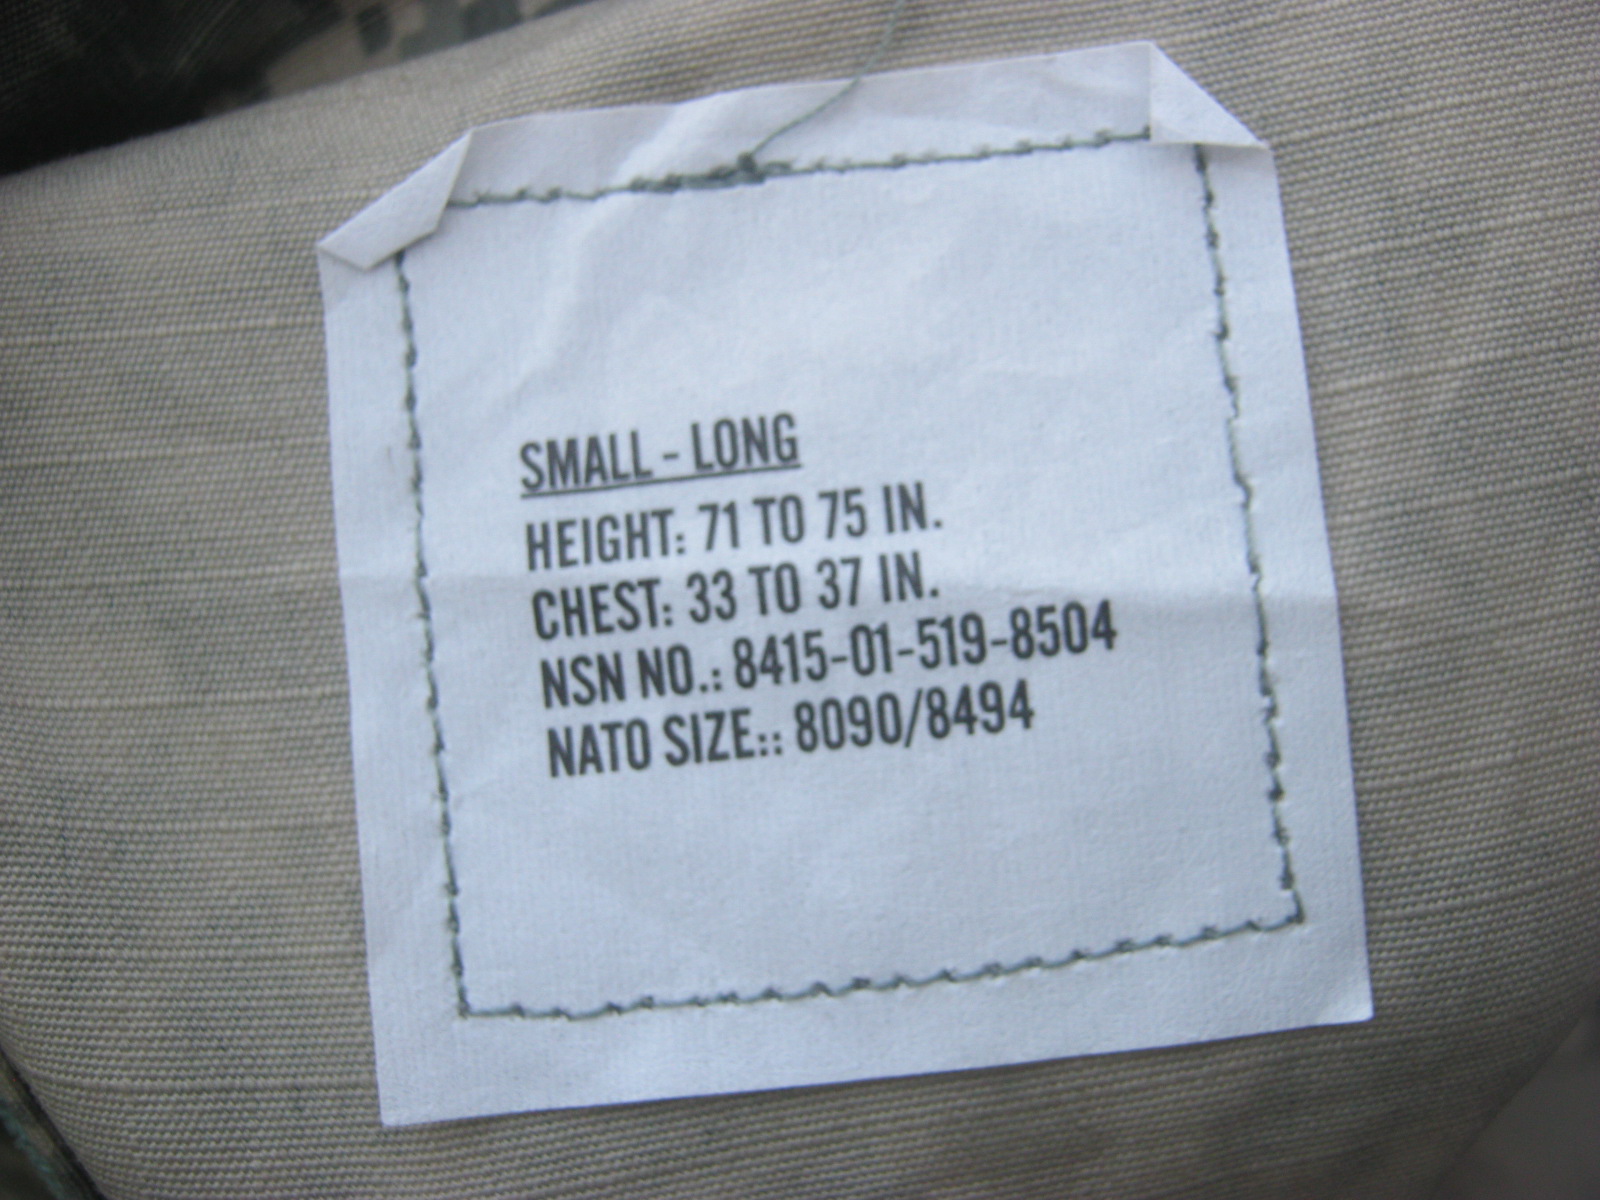 SMALL - LONG
HEIGHT: 71 TO 75 IN.
CHEST: 33 TO 37 IN.
NSN NO.: 8415-01-519-8504
NATO SIZE:: 8090/8494